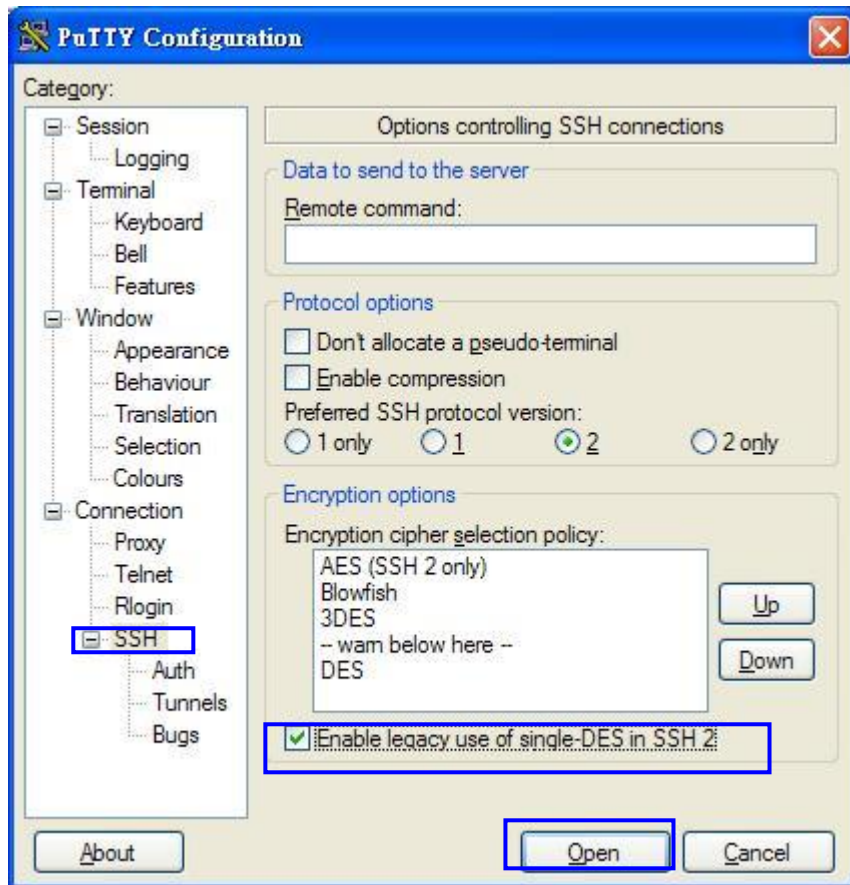 PuTTY Configuration
Category:
Session
Logging
Terminal
Keyboard
Bell
Features
Window
Appearance
Behaviour
Translation
Selection
Colours
Connection
Proxy
Telnet
Rlogin
SSH
Auth
Tunnels
Bugs
Options controlling SSH connections
Data to send to the server
Remote command:
Protocol options
Don't allocate a pseudo-terminal
Enable compression
Preferred SSH protocol version:
1 only 1 2 2 only
Encryption options
Encryption cipher selection policy:
AES (SSH 2 only)
Blowfish
3DES
-- warn below here --
DES
Up
Down
Enable legacy use of single-DES in SSH 2
About Open Cancel